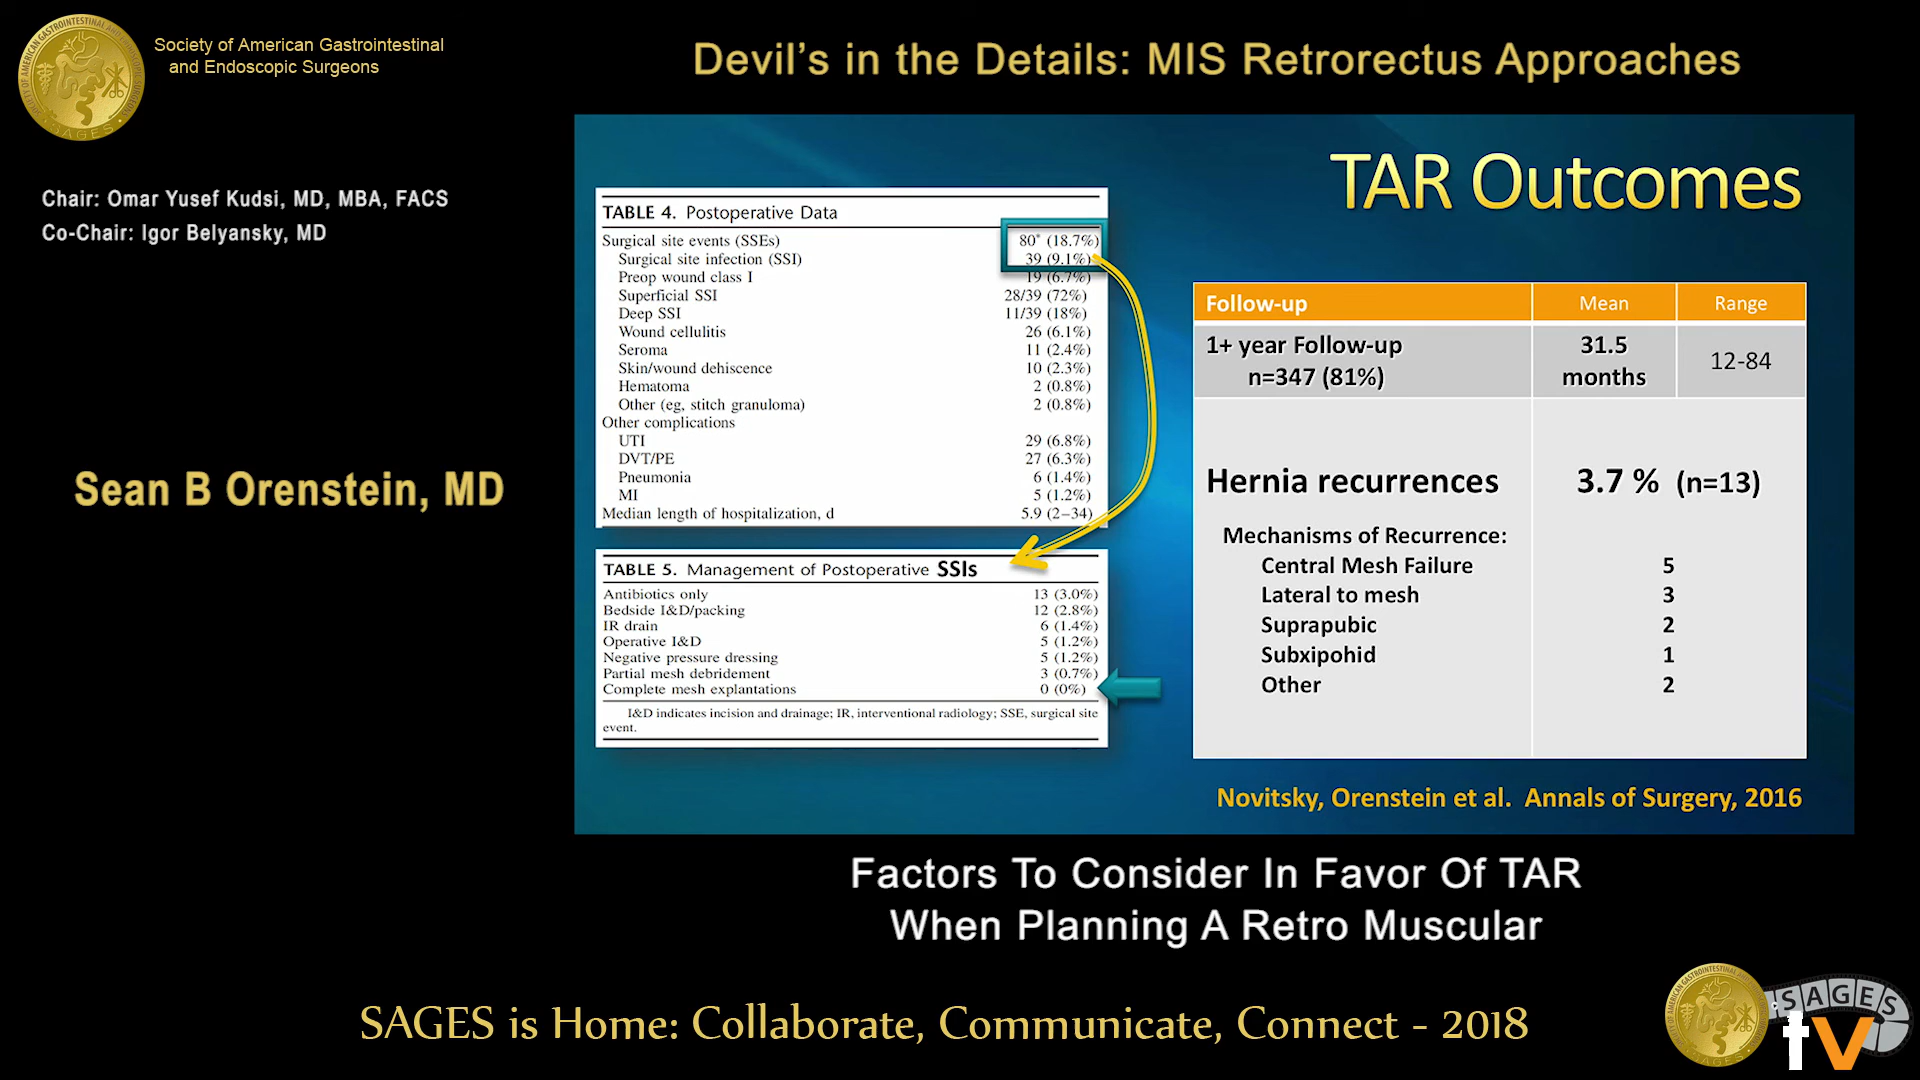 Society of American Gastrointestinal
and Endoscopic Surgeons
Devil's in the Details: MIS Retrorectus Approaches
Chair: Omar Yusef Kudsi, MD, MBA, FACS
Co-Chair: Igor Belyansky, MD
Sean B Orenstein, MD
TAR Outcomes
TABLE 4. Postoperative Data
Surgical site events (SSEs) 80* (18.7%)
Surgical site infection (SSI) 39 (9.1%)
Preop wound class I 19 (6.7%)
Superficial SSI 28/39 (72%)
Deep SSI 11/39 (18%)
Wound cellulitis 26 (6.1%)
Seroma 11 (2.4%)
Skin/wound dehiscence 10 (2.3%)
Hematoma 2 (0.8%)
Other (eg, stitch granuloma) 2 (0.8%)
Other complications
UTI 29 (6.8%)
DVT/PE 27 (6.3%)
Pneumonia 6 (1.4%)
MI 5 (1.2%)
Median length of hospitalization, d 5.9 (2–34)
TABLE 5. Management of Postoperative SSIs
Antibiotics only 13 (3.0%)
Bedside I&D/packing 12 (2.8%)
IR drain 6 (1.4%)
Operative I&D 5 (1.2%)
Negative pressure dressing 5 (1.2%)
Partial mesh debridement 3 (0.7%)
Complete mesh explantations 0 (0%)
I&D indicates incision and drainage; IR, interventional radiology; SSE, surgical site
event.
Follow-up Mean Range
1+ year Follow-up 31.5 12-84
n=347 (81%) months
Hernia recurrences 3.7 % (n=13)
Mechanisms of Recurrence:
Central Mesh Failure 5
Lateral to mesh 3
Suprapubic 2
Subxipohid 1
Other 2
Novitsky, Orenstein et al. Annals of Surgery, 2016
Factors To Consider In Favor Of TAR
When Planning A Retro Muscular
SAGES is Home: Collaborate, Communicate, Connect - 2018
SAGES
tv